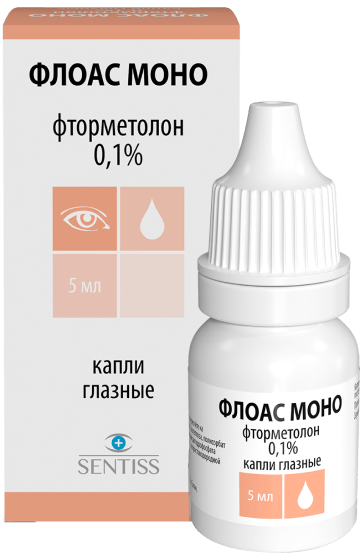 ФЛОАС МОНО
фторметолон
0,1%
5 мл
капли
глазные
SENTISS
ФЛОАС МОНО
фторметолон
0,1%
капли глазные
5 мл